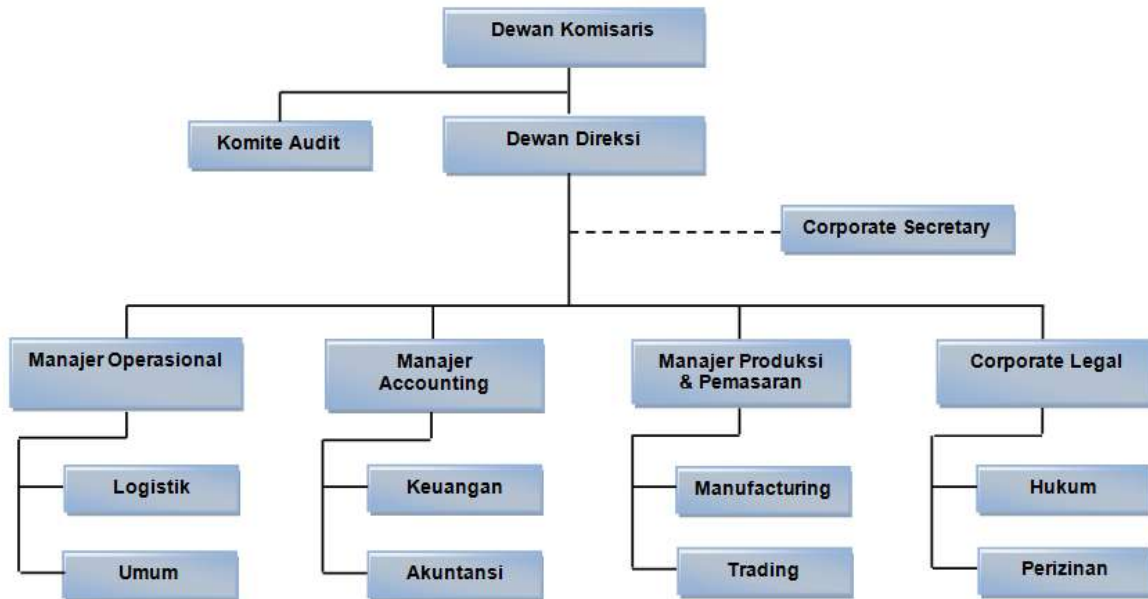 Dewan Komisaris
Komite Audit
Dewan Direksi
Corporate Secretary
Manajer Operasional
Manajer
Accounting
Manajer Produksi
& Pemasaran
Corporate Legal
Logistik
Keuangan
Manufacturing
Hukum
Umum
Akuntansi
Trading
Perizinan